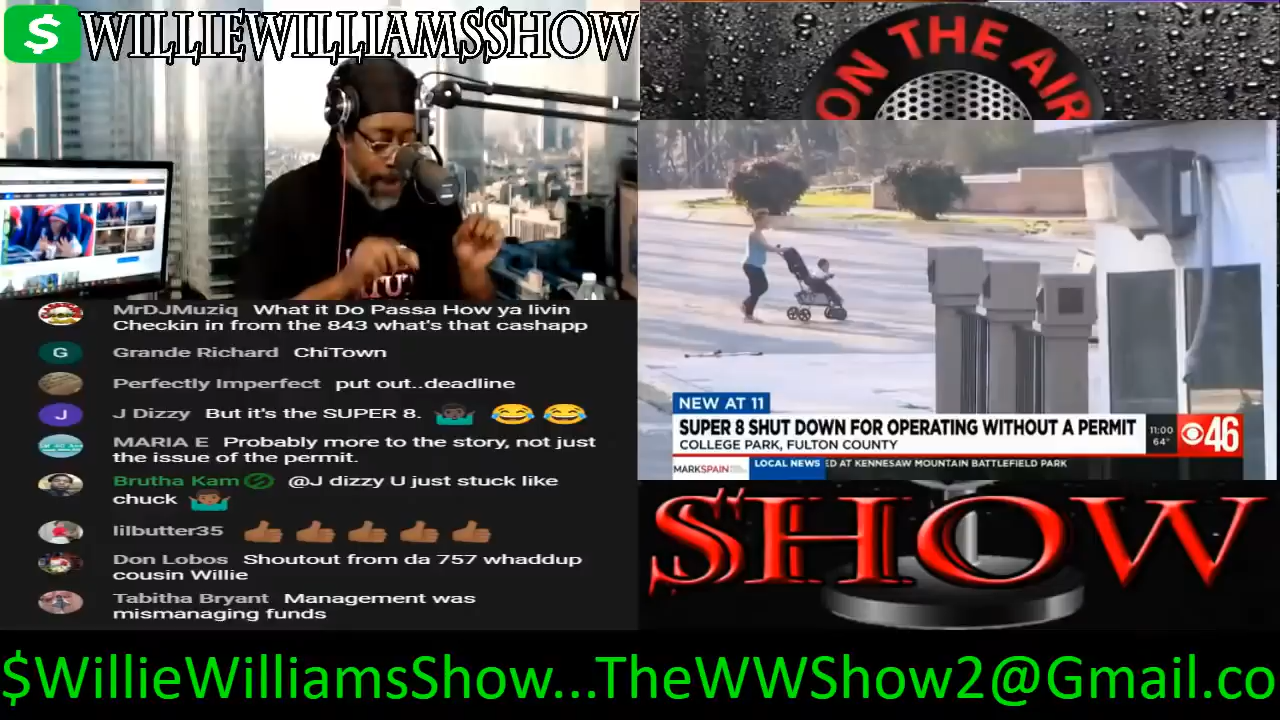 $ WILLIEWILLIAMSSHOW
ON THE AIR
MrDJMuziq What it Do Passa How ya livin
Checkin in from the 843 what's that cashapp
G Grande Richard ChiTown
Perfectly Imperfect put out..deadline
J J Dizzy But it's the SUPER 8. 🤷🏿‍♂️ 😂 😂
MARIA E Probably more to the story, not just
the issue of the permit.
Brutha Kam @J dizzy U just stuck like
chuck 🤷🏾‍♂️
lilbutter35 👍🏾 👍🏾 👍🏾 👍🏾 👍🏾
Don Lobos Shoutout from da 757 whaddup
cousin Willie
Tabitha Bryant Management was
mismanaging funds
NEW AT 11
SUPER 8 SHUT DOWN FOR OPERATING WITHOUT A PERMIT
COLLEGE PARK, FULTON COUNTY
11:00
64°
46
MARKSPAIN
LOCAL NEWS ED AT KENNESAW MOUNTAIN BATTLEFIELD PARK
SHOW
$WillieWilliamsShow...TheWWShow2@Gmail.co